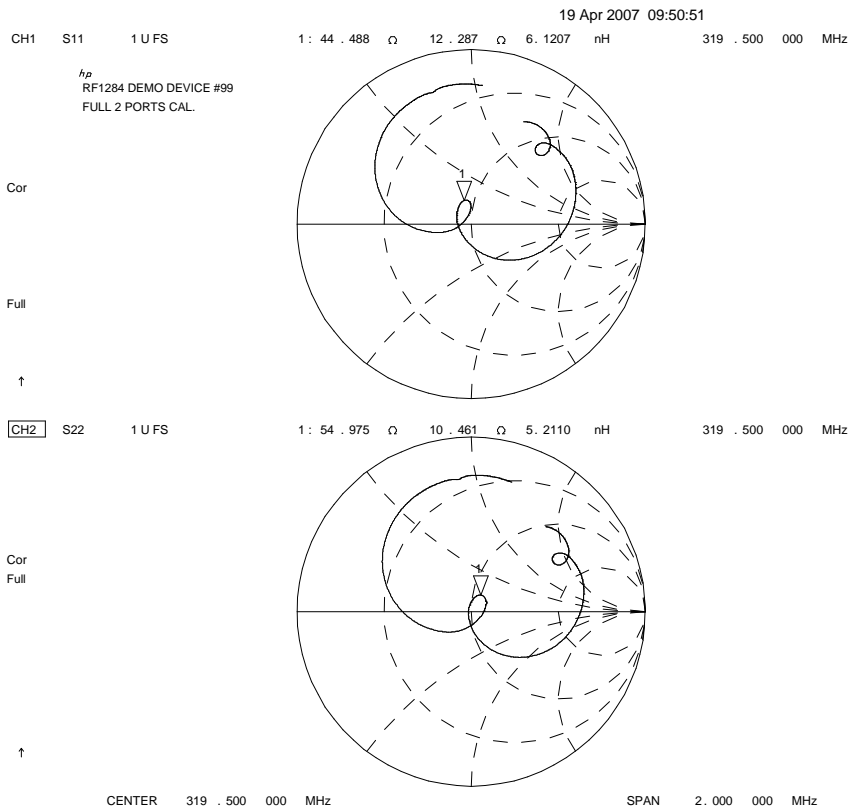 19 Apr 2007 09:50:51
CH1 S11 1 U FS 1: 44 . 488 Ω 12 . 287 Ω 6. 1207 nH 319 . 500 000 MHz
hp
RF1284 DEMO DEVICE #99
FULL 2 PORTS CAL.
1
Cor
Full
↑
CH2 S22 1 U FS 1: 54 . 975 Ω 10 . 461 Ω 5. 2110 nH 319 . 500 000 MHz
1
Cor
Full
↑
CENTER 319 . 500 000 MHz SPAN 2. 000 000 MHz